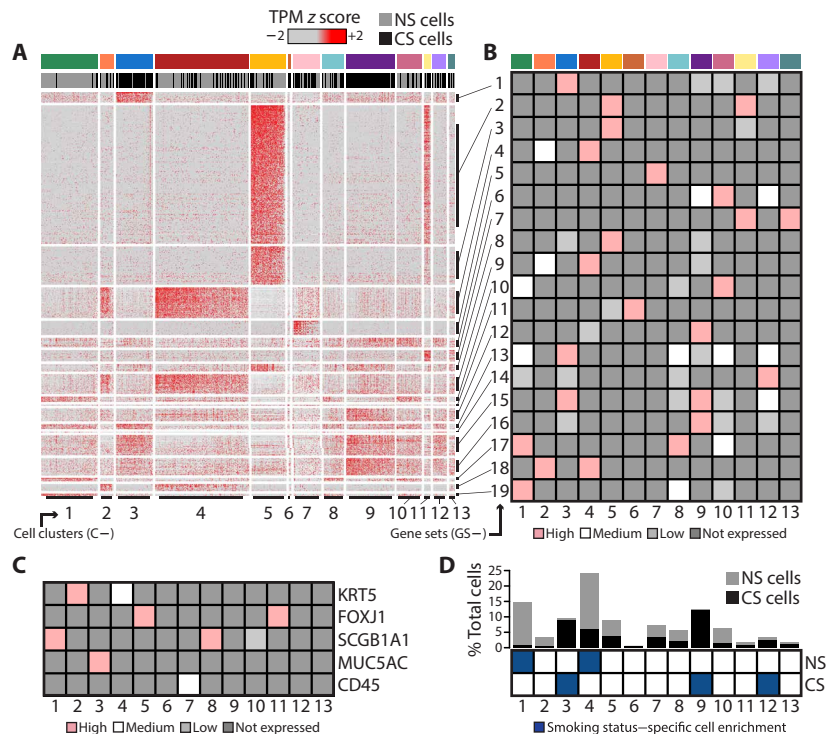 TPM z score
−2
+2
NS cells
CS cells
A
B
1
2
3
4
5
6
7
8
9
10
11
12
13
14
15
16
17
18
19
1 2 3 4 5 6 7 8 9 10 11 12 13
Cell clusters (C−)
Gene sets (GS−)
1 2 3 4 5 6 7 8 9 10 11 12 13
High Medium Low Not expressed
C
KRT5
FOXJ1
SCGB1A1
MUC5AC
CD45
1 2 3 4 5 6 7 8 9 10 11 12 13
High Medium Low Not expressed
D
% Total cells
25
20
15
10
5
0
NS cells
CS cells
NS
CS
1 2 3 4 5 6 7 8 9 10 11 12 13
Smoking status−specific cell enrichment